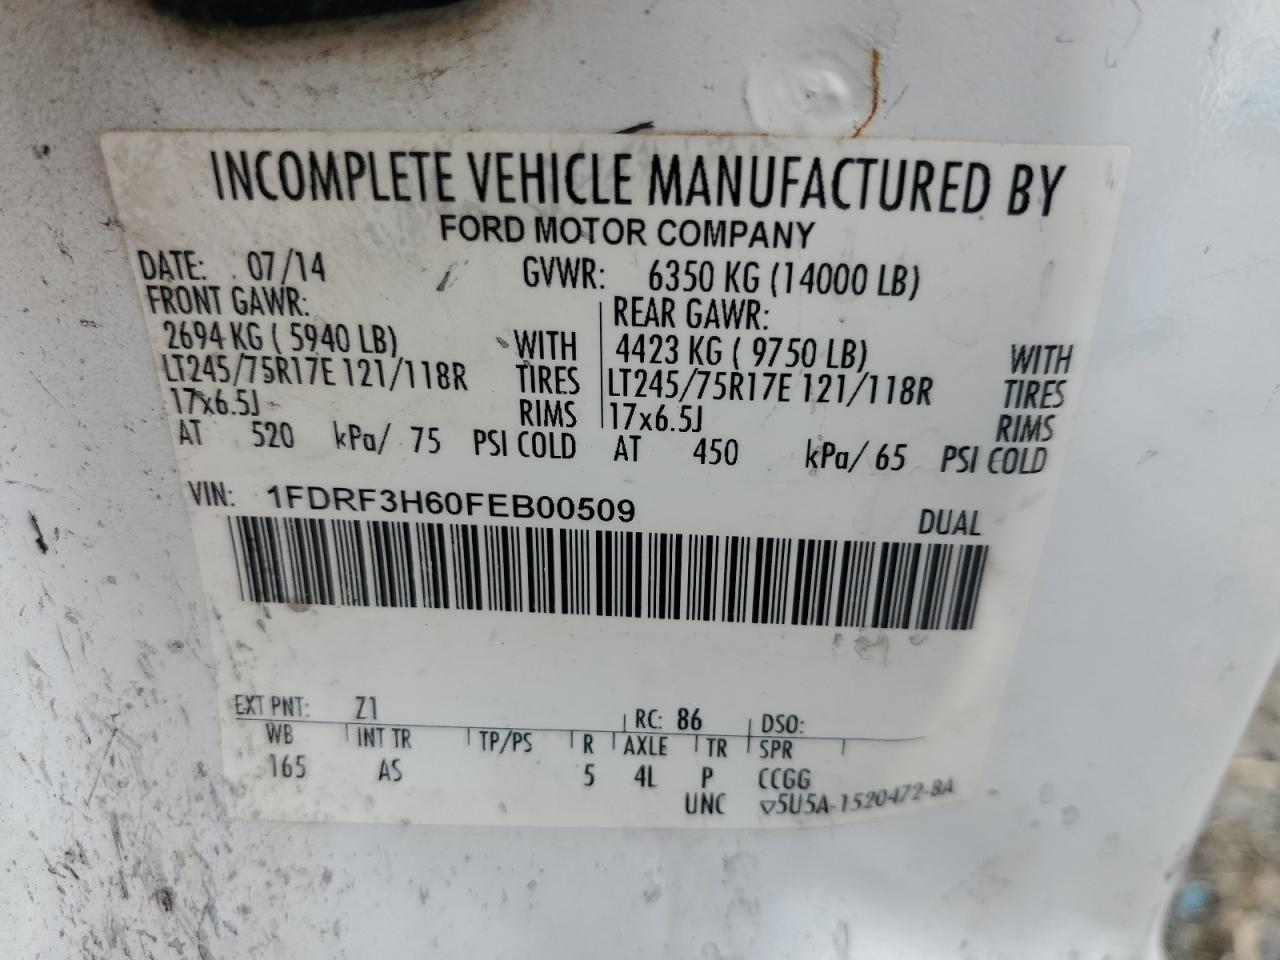 INCOMPLETE VEHICLE MANUFACTURED BY
FORD MOTOR COMPANY
DATE: 07/14 GVWR: 6350 KG (14000 LB)
FRONT GAWR: REAR GAWR:
2694 KG ( 5940 LB) WITH 4423 KG ( 9750 LB) WITH
LT245/75R17E 121/118R TIRES LT245/75R17E 121/118R TIRES
17x6.5J RIMS 17x6.5J RIMS
AT 520 kPa/ 75 PSI COLD AT 450 kPa/ 65 PSI COLD
VIN: 1FDRF3H60FEB00509
DUAL
EXT PNT: Z1 RC: 86 DSO:
WB INT TR TP/PS R AXLE TR SPR
165 AS 5 4L P CCGG
UNC ▽5U5A-1520472-BA